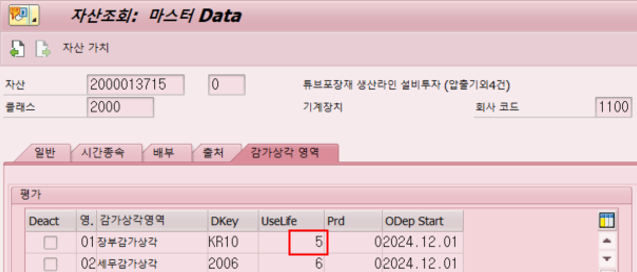 자산조회: 마스터 Data
자산 가치
자산 2000013715 0 튜브포장재 생산라인 설비투자 (압출기외4건)
클래스 2000 기계장치 회사 코드 1100
일반 시간종속 배부 출처 감가상각 영역
평가
Deact 영. 감가상각영역 DKey UseLife Prd ODep Start
01 장부감가상각 KR10 5 0 2024.12.01
02 세무감가상각 2006 6 0 2024.12.01